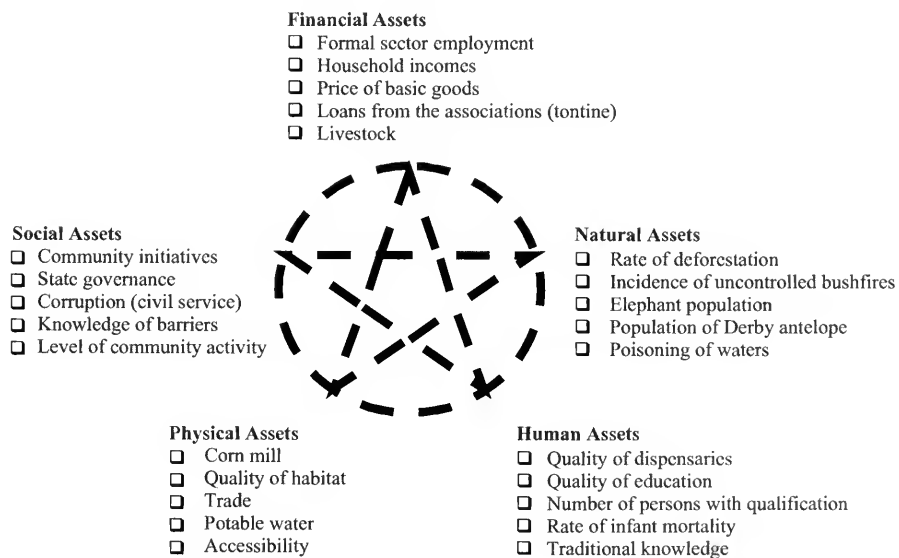 Financial Assets
❑ Formal sector employment
❑ Household incomes
❑ Price of basic goods
❑ Loans from the associations (tontine)
❑ Livestock
Social Assets
❑ Community initiatives
❑ State governance
❑ Corruption (civil service)
❑ Knowledge of barriers
❑ Level of community activity
Natural Assets
❑ Rate of deforestation
❑ Incidence of uncontrolled bushfires
❑ Elephant population
❑ Population of Derby antelope
❑ Poisoning of waters
Physical Assets
❑ Corn mill
❑ Quality of habitat
❑ Trade
❑ Potable water
❑ Accessibility
Human Assets
❑ Quality of dispensaries
❑ Quality of education
❑ Number of persons with qualification
❑ Rate of infant mortality
❑ Traditional knowledge